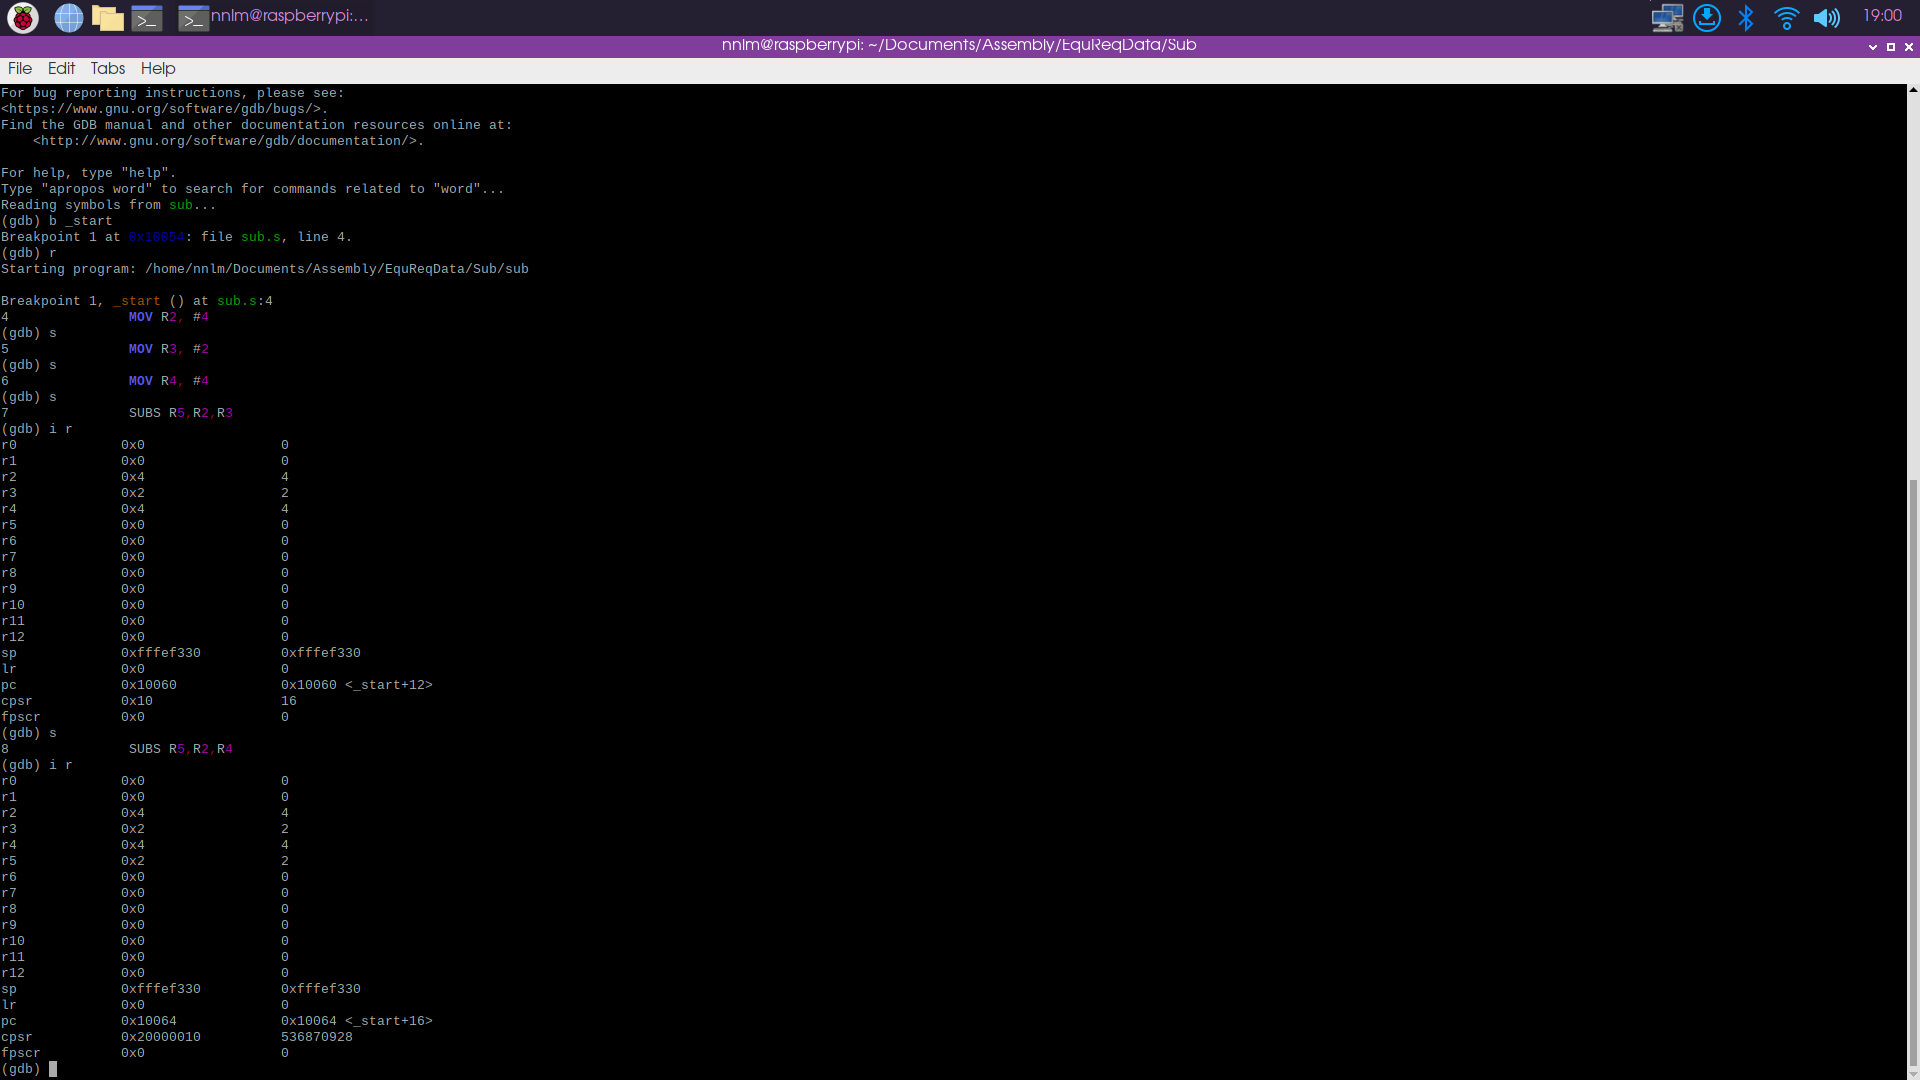 nnlm@raspberrypi:... 19:00
nnlm@raspberrypi: ~/Documents/Assembly/EquReqData/Sub
File Edit Tabs Help
For bug reporting instructions, please see:
<https://www.gnu.org/software/gdb/bugs/>.
Find the GDB manual and other documentation resources online at:
<http://www.gnu.org/software/gdb/documentation/>.
For help, type "help".
Type "apropos word" to search for commands related to "word"...
Reading symbols from sub...
(gdb) b _start
Breakpoint 1 at 0x10054: file sub.s, line 4.
(gdb) r
Starting program: /home/nnlm/Documents/Assembly/EquReqData/Sub/sub
Breakpoint 1, _start () at sub.s:4
4 MOV R2, #4
(gdb) s
5 MOV R3, #2
(gdb) s
6 MOV R4, #4
(gdb) s
7 SUBS R5,R2,R3
(gdb) i r
r0 0x0 0
r1 0x0 0
r2 0x4 4
r3 0x2 2
r4 0x4 4
r5 0x0 0
r6 0x0 0
r7 0x0 0
r8 0x0 0
r9 0x0 0
r10 0x0 0
r11 0x0 0
r12 0x0 0
sp 0xfffef330 0xfffef330
lr 0x0 0
pc 0x10060 0x10060 <_start+12>
cpsr 0x10 16
fpscr 0x0 0
(gdb) s
8 SUBS R5,R2,R4
(gdb) i r
r0 0x0 0
r1 0x0 0
r2 0x4 4
r3 0x2 2
r4 0x4 4
r5 0x2 2
r6 0x0 0
r7 0x0 0
r8 0x0 0
r9 0x0 0
r10 0x0 0
r11 0x0 0
r12 0x0 0
sp 0xfffef330 0xfffef330
lr 0x0 0
pc 0x10064 0x10064 <_start+16>
cpsr 0x20000010 536870928
fpscr 0x0 0
(gdb)